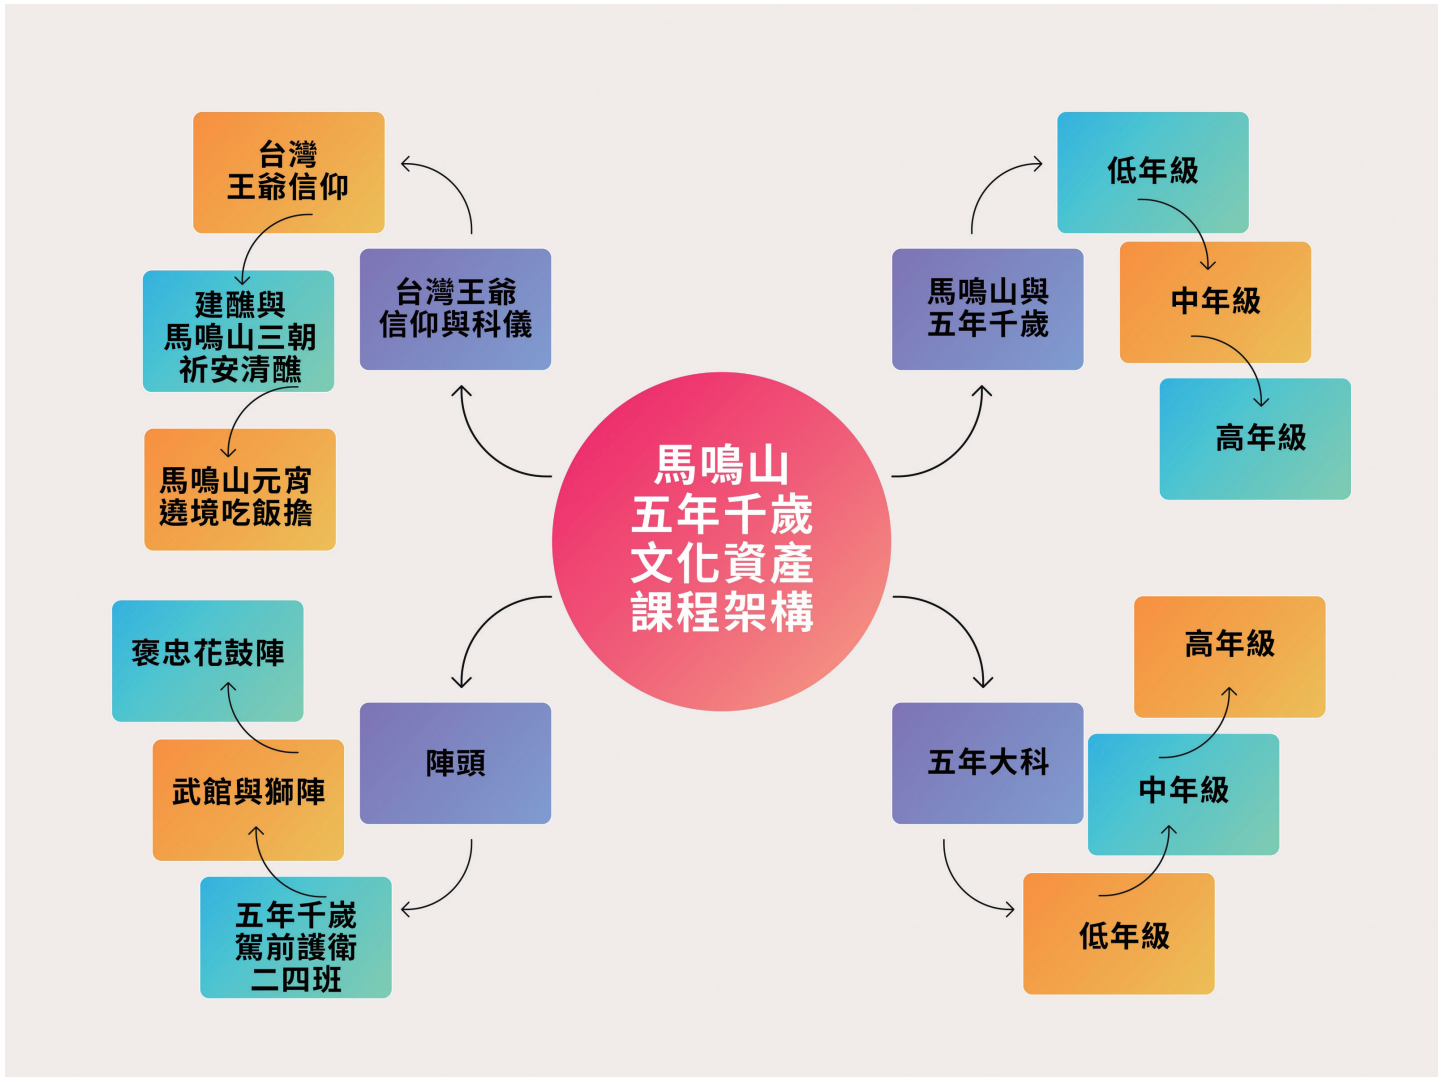 馬鳴山
五年千歲
文化資產
課程架構
台灣王爺
信仰與科儀
台灣
王爺信仰
建醮與
馬鳴山三朝
祈安清醮
馬鳴山元宵
遶境吃飯擔
馬鳴山與
五年千歲
低年級
中年級
高年級
陣頭
五年千嵗
駕前護衛
二四班
武館與獅陣
褒忠花鼓陣
五年大科
低年級
中年級
高年級